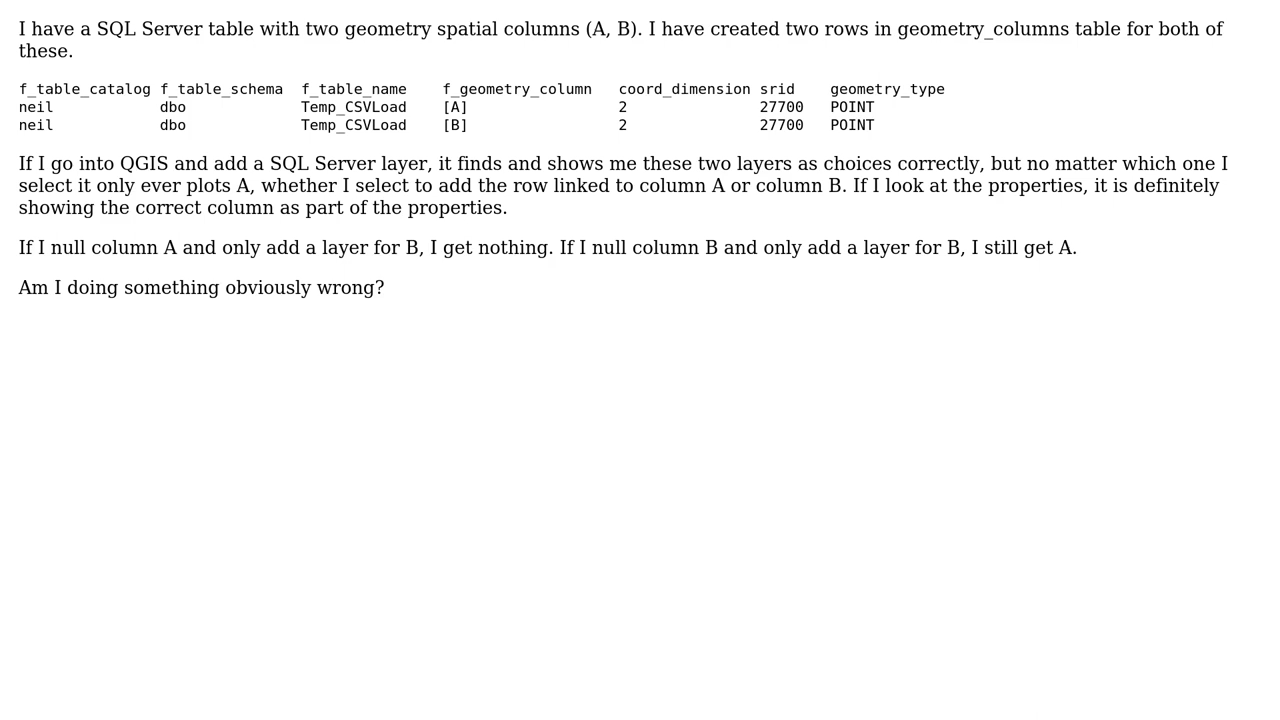 I have a SQL Server table with two geometry spatial columns (A, B). I have created two rows in geometry_columns table for both of
these.
f_table_catalog f_table_schema f_table_name f_geometry_column coord_dimension srid geometry_type
neil dbo Temp_CSVLoad [A] 2 27700 POINT
neil dbo Temp_CSVLoad [B] 2 27700 POINT
If I go into QGIS and add a SQL Server layer, it finds and shows me these two layers as choices correctly, but no matter which one I
select it only ever plots A, whether I select to add the row linked to column A or column B. If I look at the properties, it is definitely
showing the correct column as part of the properties.
If I null column A and only add a layer for B, I get nothing. If I null column B and only add a layer for B, I still get A.
Am I doing something obviously wrong?